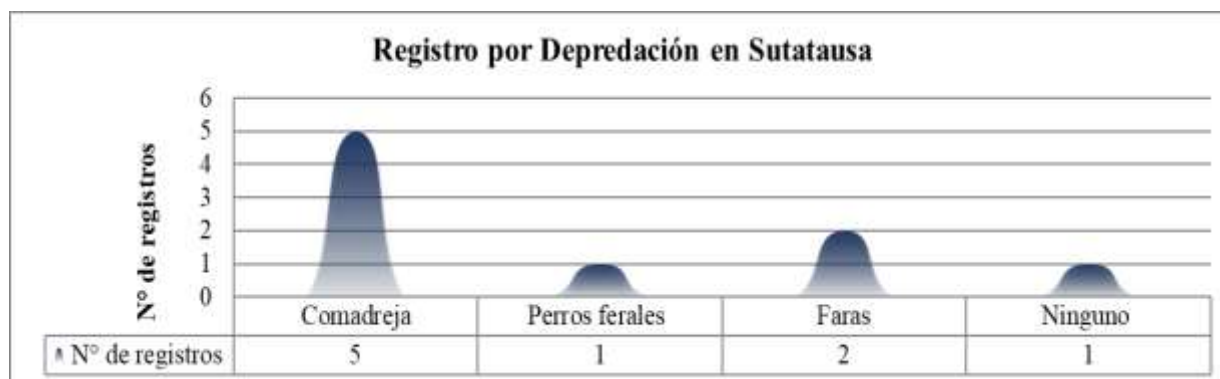 Registro por Depredación en Sutatausa
N° de registros
6
5
4
3
2
1
0
Comadreja Perros ferales Faras Ninguno
N° de registros 5 1 2 1